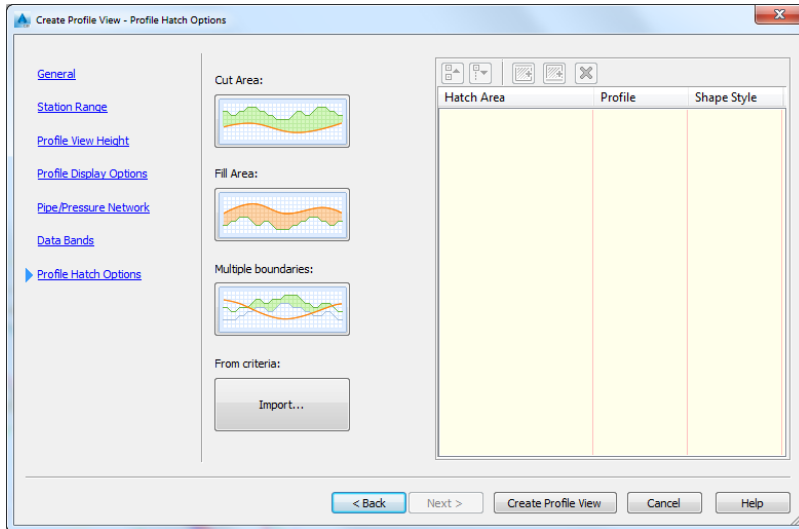 Create Profile View - Profile Hatch Options
General
Station Range
Profile View Height
Profile Display Options
Pipe/Pressure Network
Data Bands
Profile Hatch Options
Cut Area:
Fill Area:
Multiple boundaries:
From criteria:
Import...
Hatch Area Profile Shape Style
< Back Next > Create Profile View Cancel Help